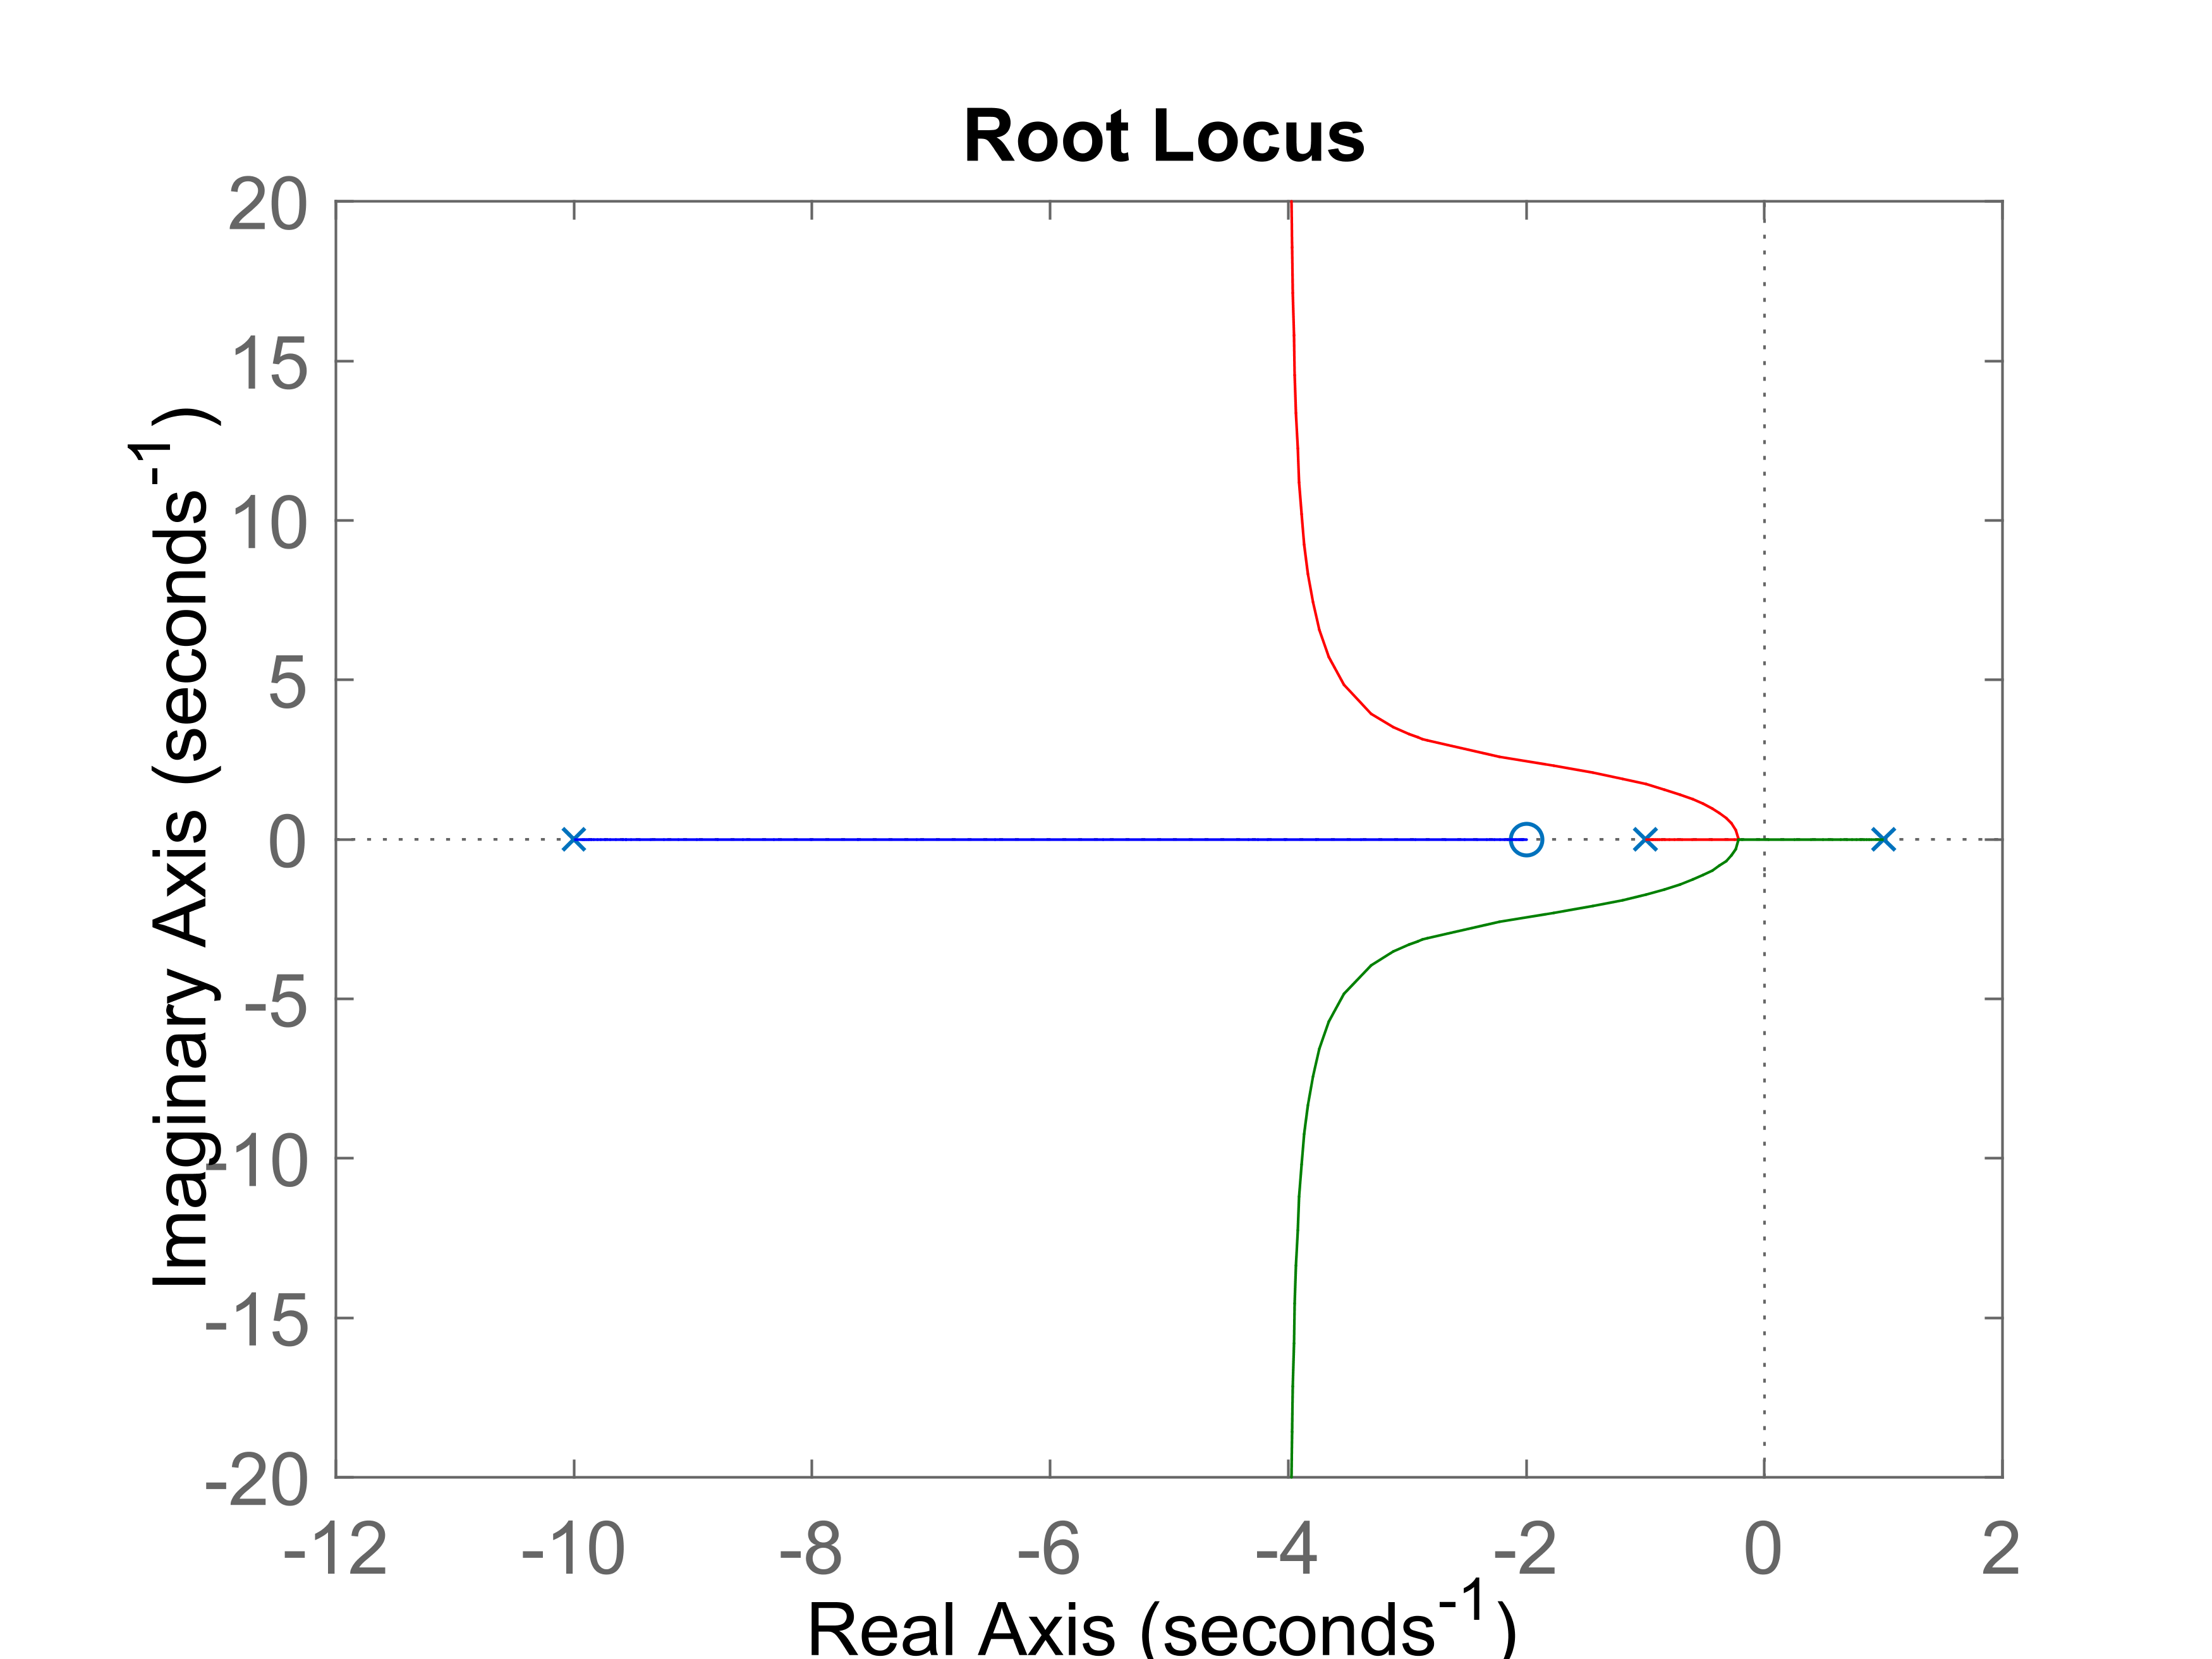 Root Locus
20
15
10
5
0
-5
-10
-15
-20
Imaginary Axis (seconds-1)
-12 -10 -8 -6 -4 -2 0 2
Real Axis (seconds-1)